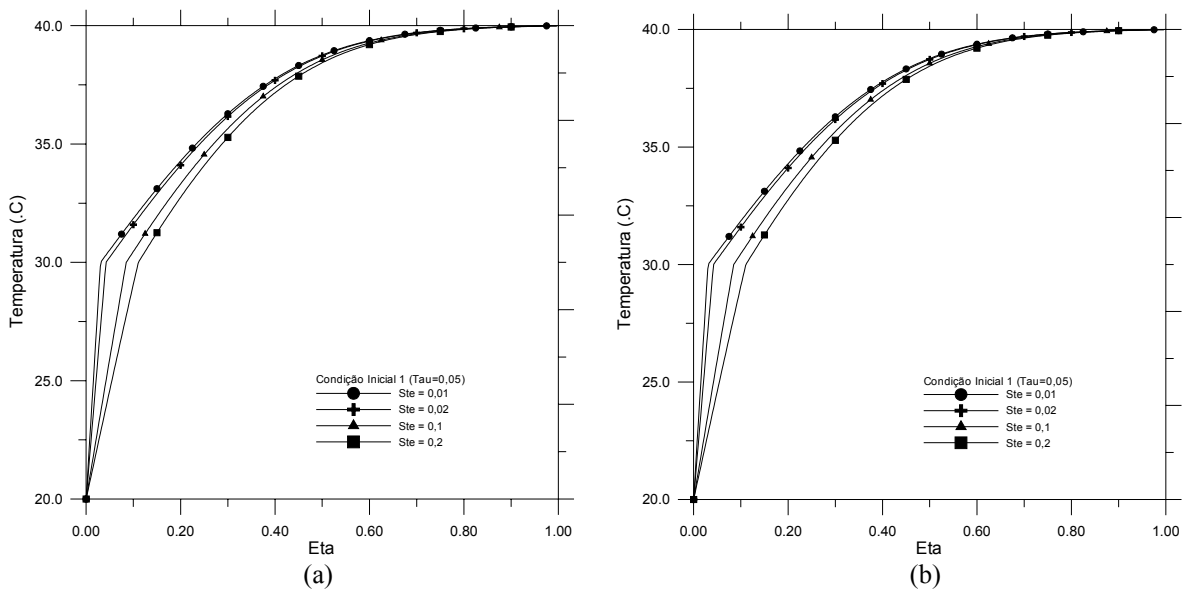 40.0
35.0
30.0
25.0
20.0
Temperatura (.C)
Condição Inicial 1 (Tau=0,05)
Ste = 0,01
Ste = 0,02
Ste = 0,1
Ste = 0,2
0.00 0.20 0.40 0.60 0.80 1.00
Eta
(a)
40.0
35.0
30.0
25.0
20.0
Temperatura (.C)
Condição Inicial 1 (Tau=0,05)
Ste = 0,01
Ste = 0,02
Ste = 0,1
Ste = 0,2
0.00 0.20 0.40 0.60 0.80 1.00
Eta
(b)